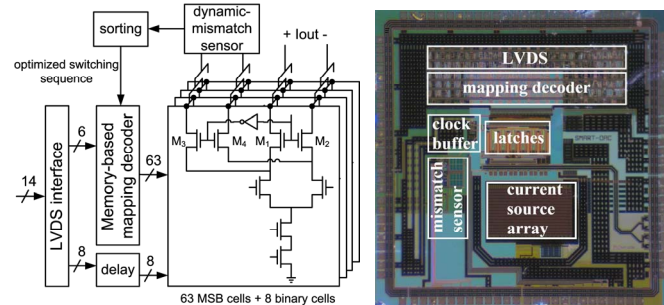 dynamic-
mismatch
sensor
sorting
+ Iout -
optimized switching
sequence
14
LVDS interface
6
8
Memory-based
mapping decoder
delay
63
8
M3
M4
M1
M2
63 MSB cells + 8 binary cells
LVDS
mapping decoder
clock
buffer
latches
SMART-DAC
mismatch
sensor
current
source
array